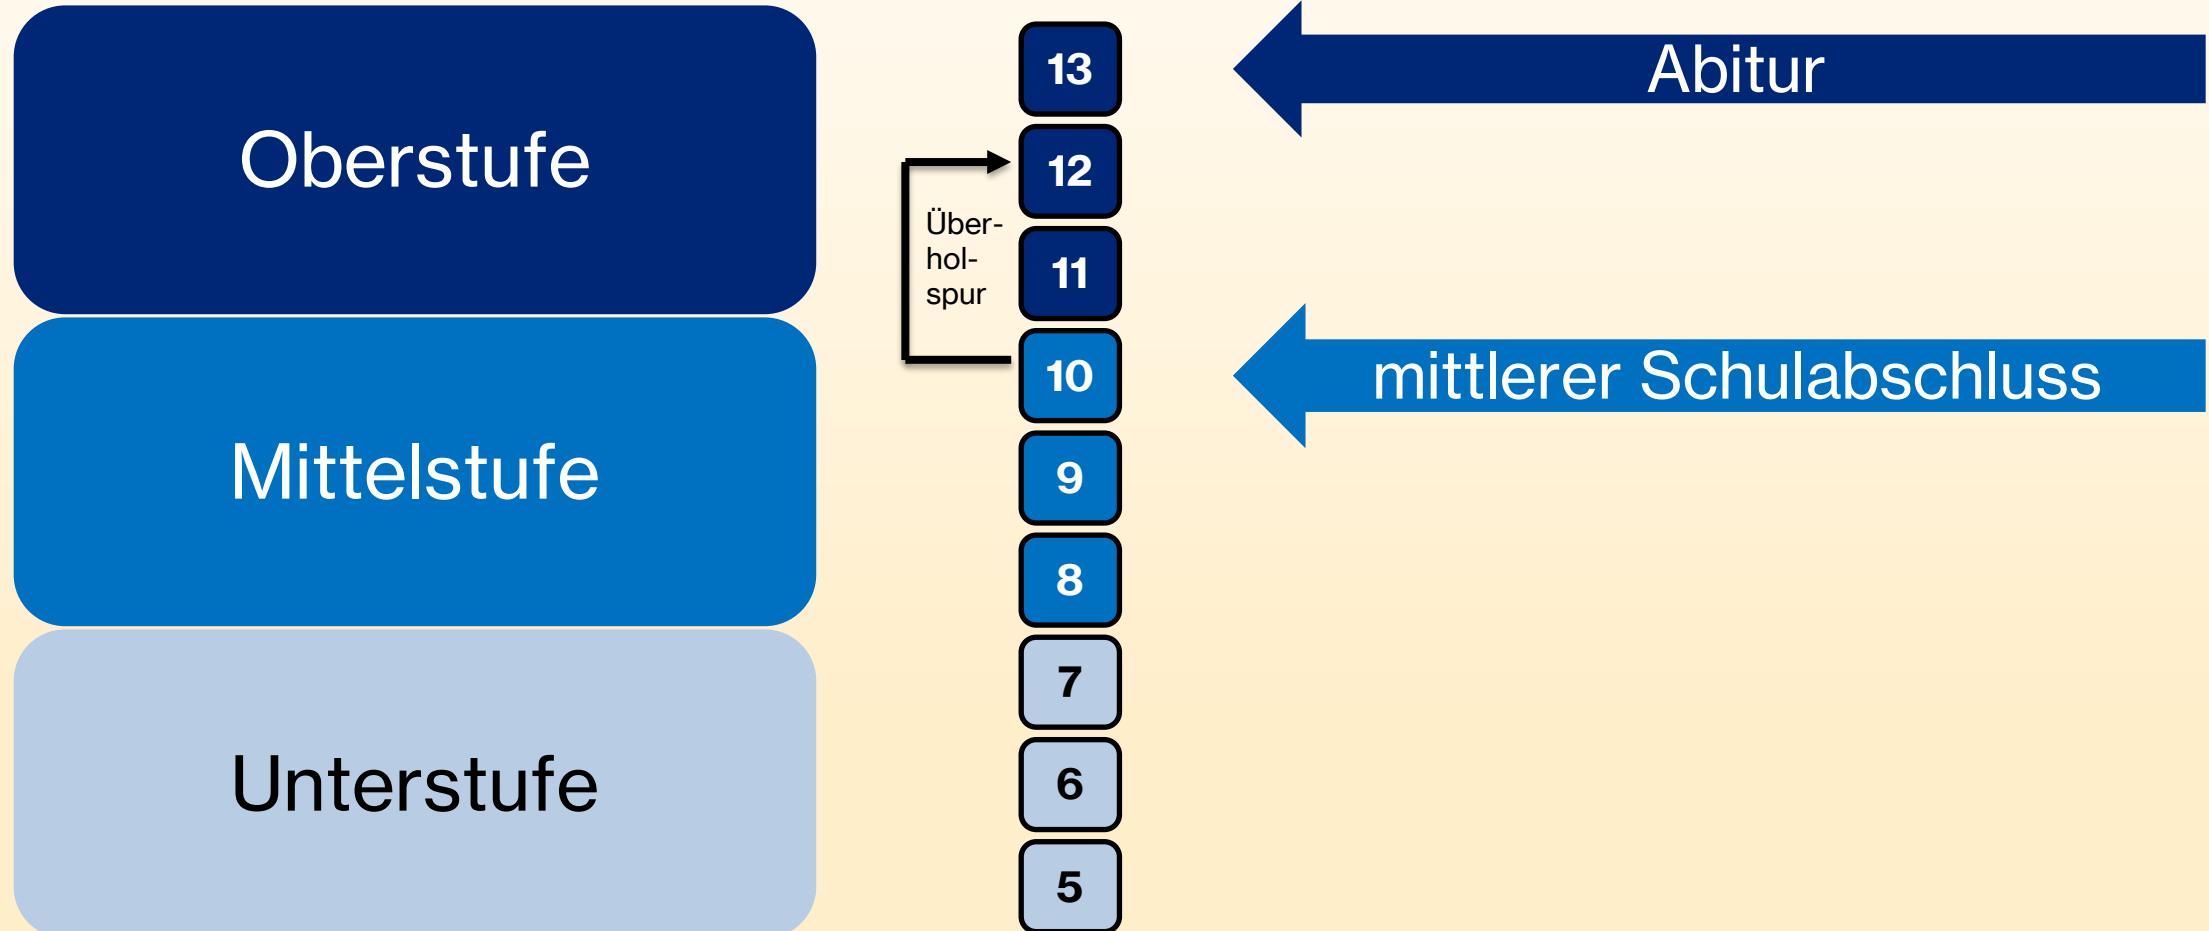 Oberstufe
Mittelstufe
Unterstufe
Über-
hol-
spur
13
12
11
10
9
8
7
6
5
Abitur
mittlerer Schulabschluss